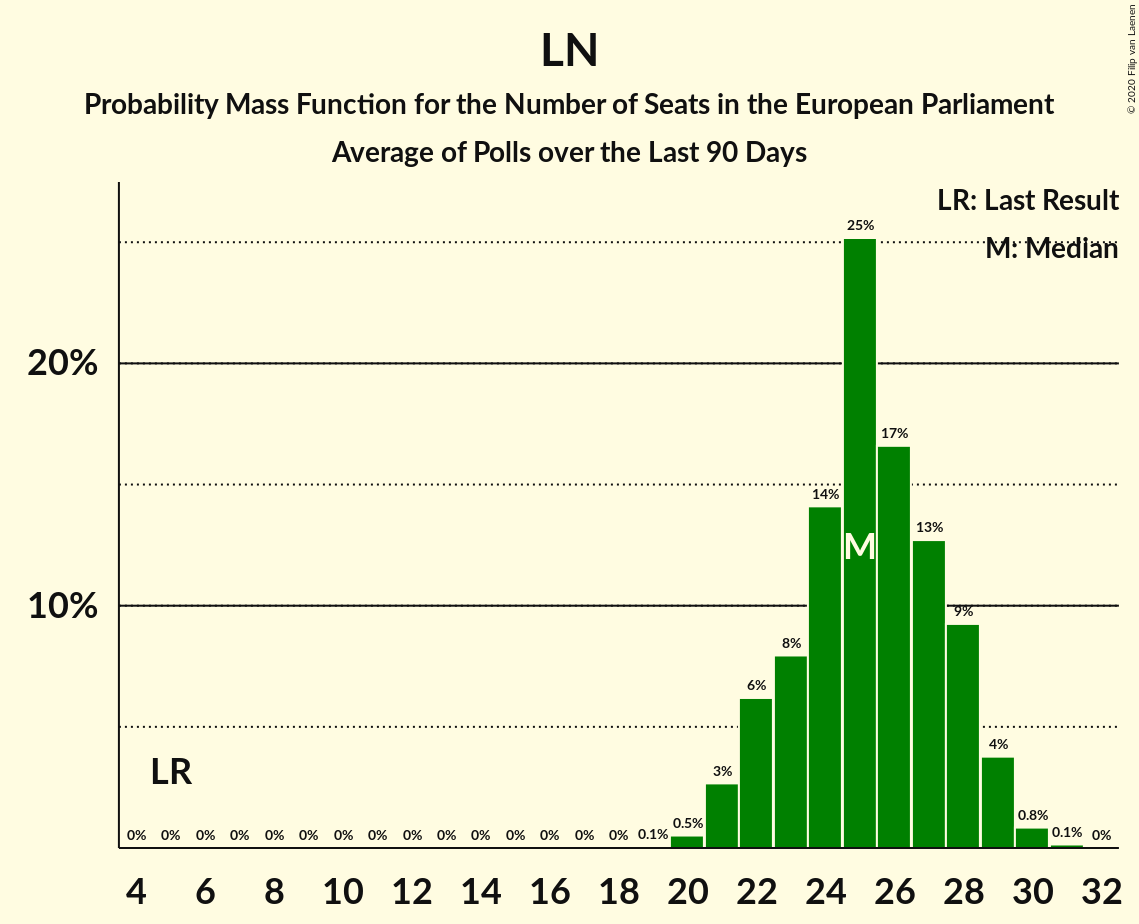 LN
Probability Mass Function for the Number of Seats in the European Parliament
Average of Polls over the Last 90 Days
© 2020 Filip van Laenen
LR: Last Result
M: Median
25%
20%
17%
14%
13%
M
10%
9%
8%
6%
4%
LR
3%
0% 0% 0% 0% 0% 0% 0% 0% 0% 0% 0% 0% 0% 0% 0% 0.1% 0.5% 0.8% 0.1% 0%
4 6 8 10 12 14 16 18 20 22 24 26 28 30 32